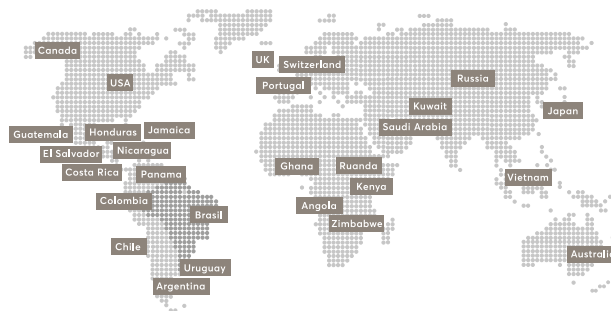 Canada
UK
Switzerland
USA
Russia
Portugal
Kuwait
Japan
Saudi Arabia
Guatemala
Honduras
Jamaica
El Salvador
Nicaragua
Costa Rica
Panama
Ghana
Ruanda
Vietnam
Kenya
Colombia
Angola
Brasil
Zimbabwe
Chile
Australia
Uruguay
Argentina